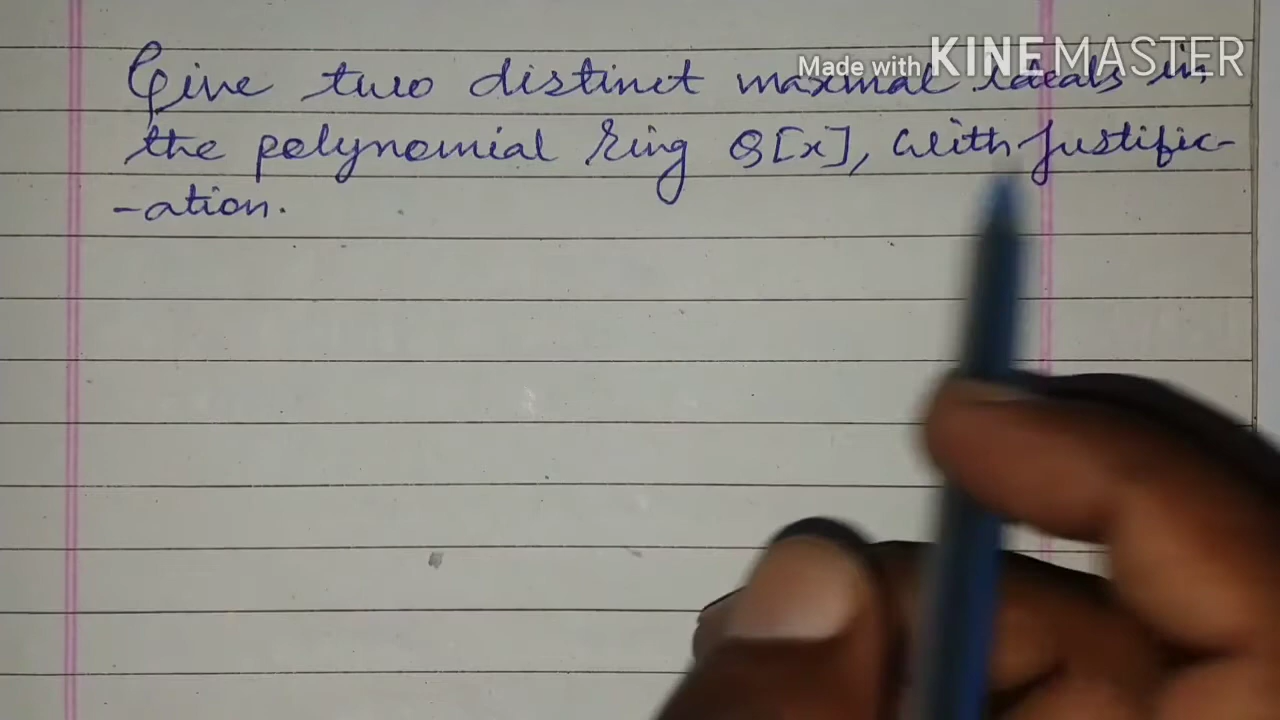 Made with KINEMASTER
Give two distinct maximal ideals in
the polynomial ring Q[x], with justific-
-ation.